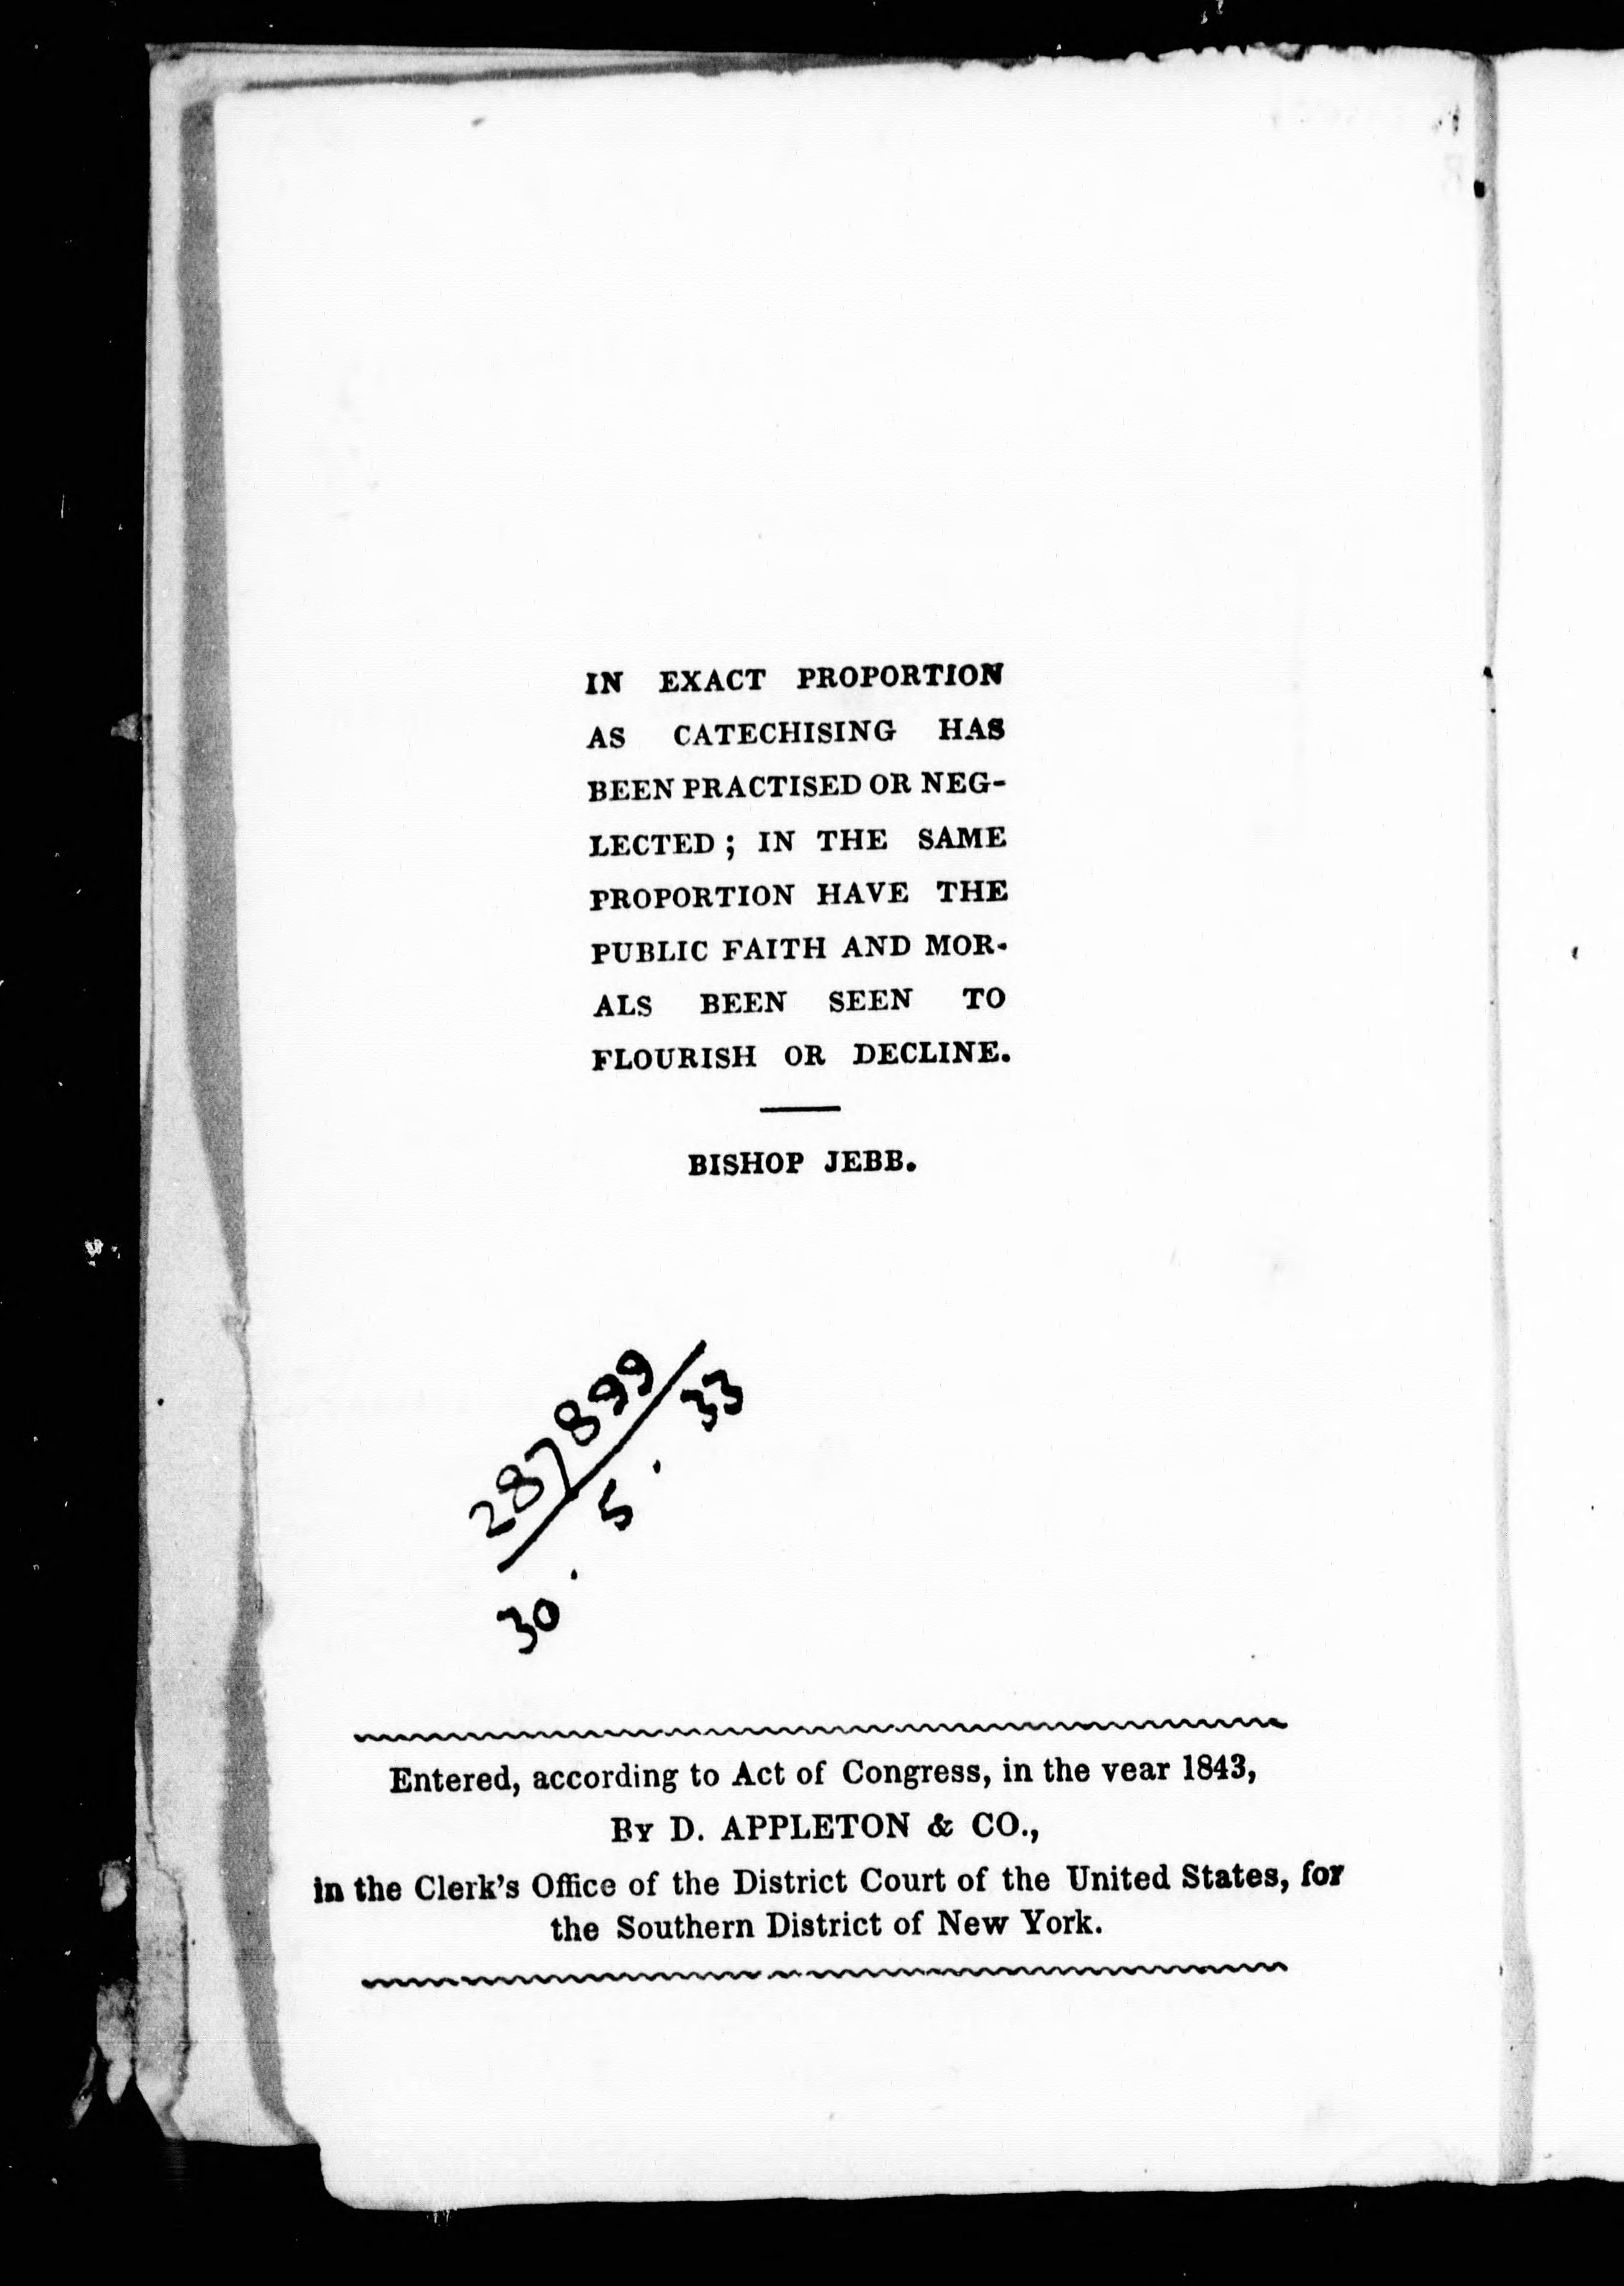 IN EXACT PROPORTION
AS CATECHISING HAS
BEEN PRACTISED OR NEG-
LECTED; IN THE SAME
PROPORTION HAVE THE
PUBLIC FAITH AND MOR-
ALS BEEN SEEN TO
FLOURISH OR DECLINE.
BISHOP JEBB.
287899
30. 5. 33
Entered, according to Act of Congress, in the year 1843,
BY D. APPLETON & CO.,
in the Clerk's Office of the District Court of the United States, for
the Southern District of New York.